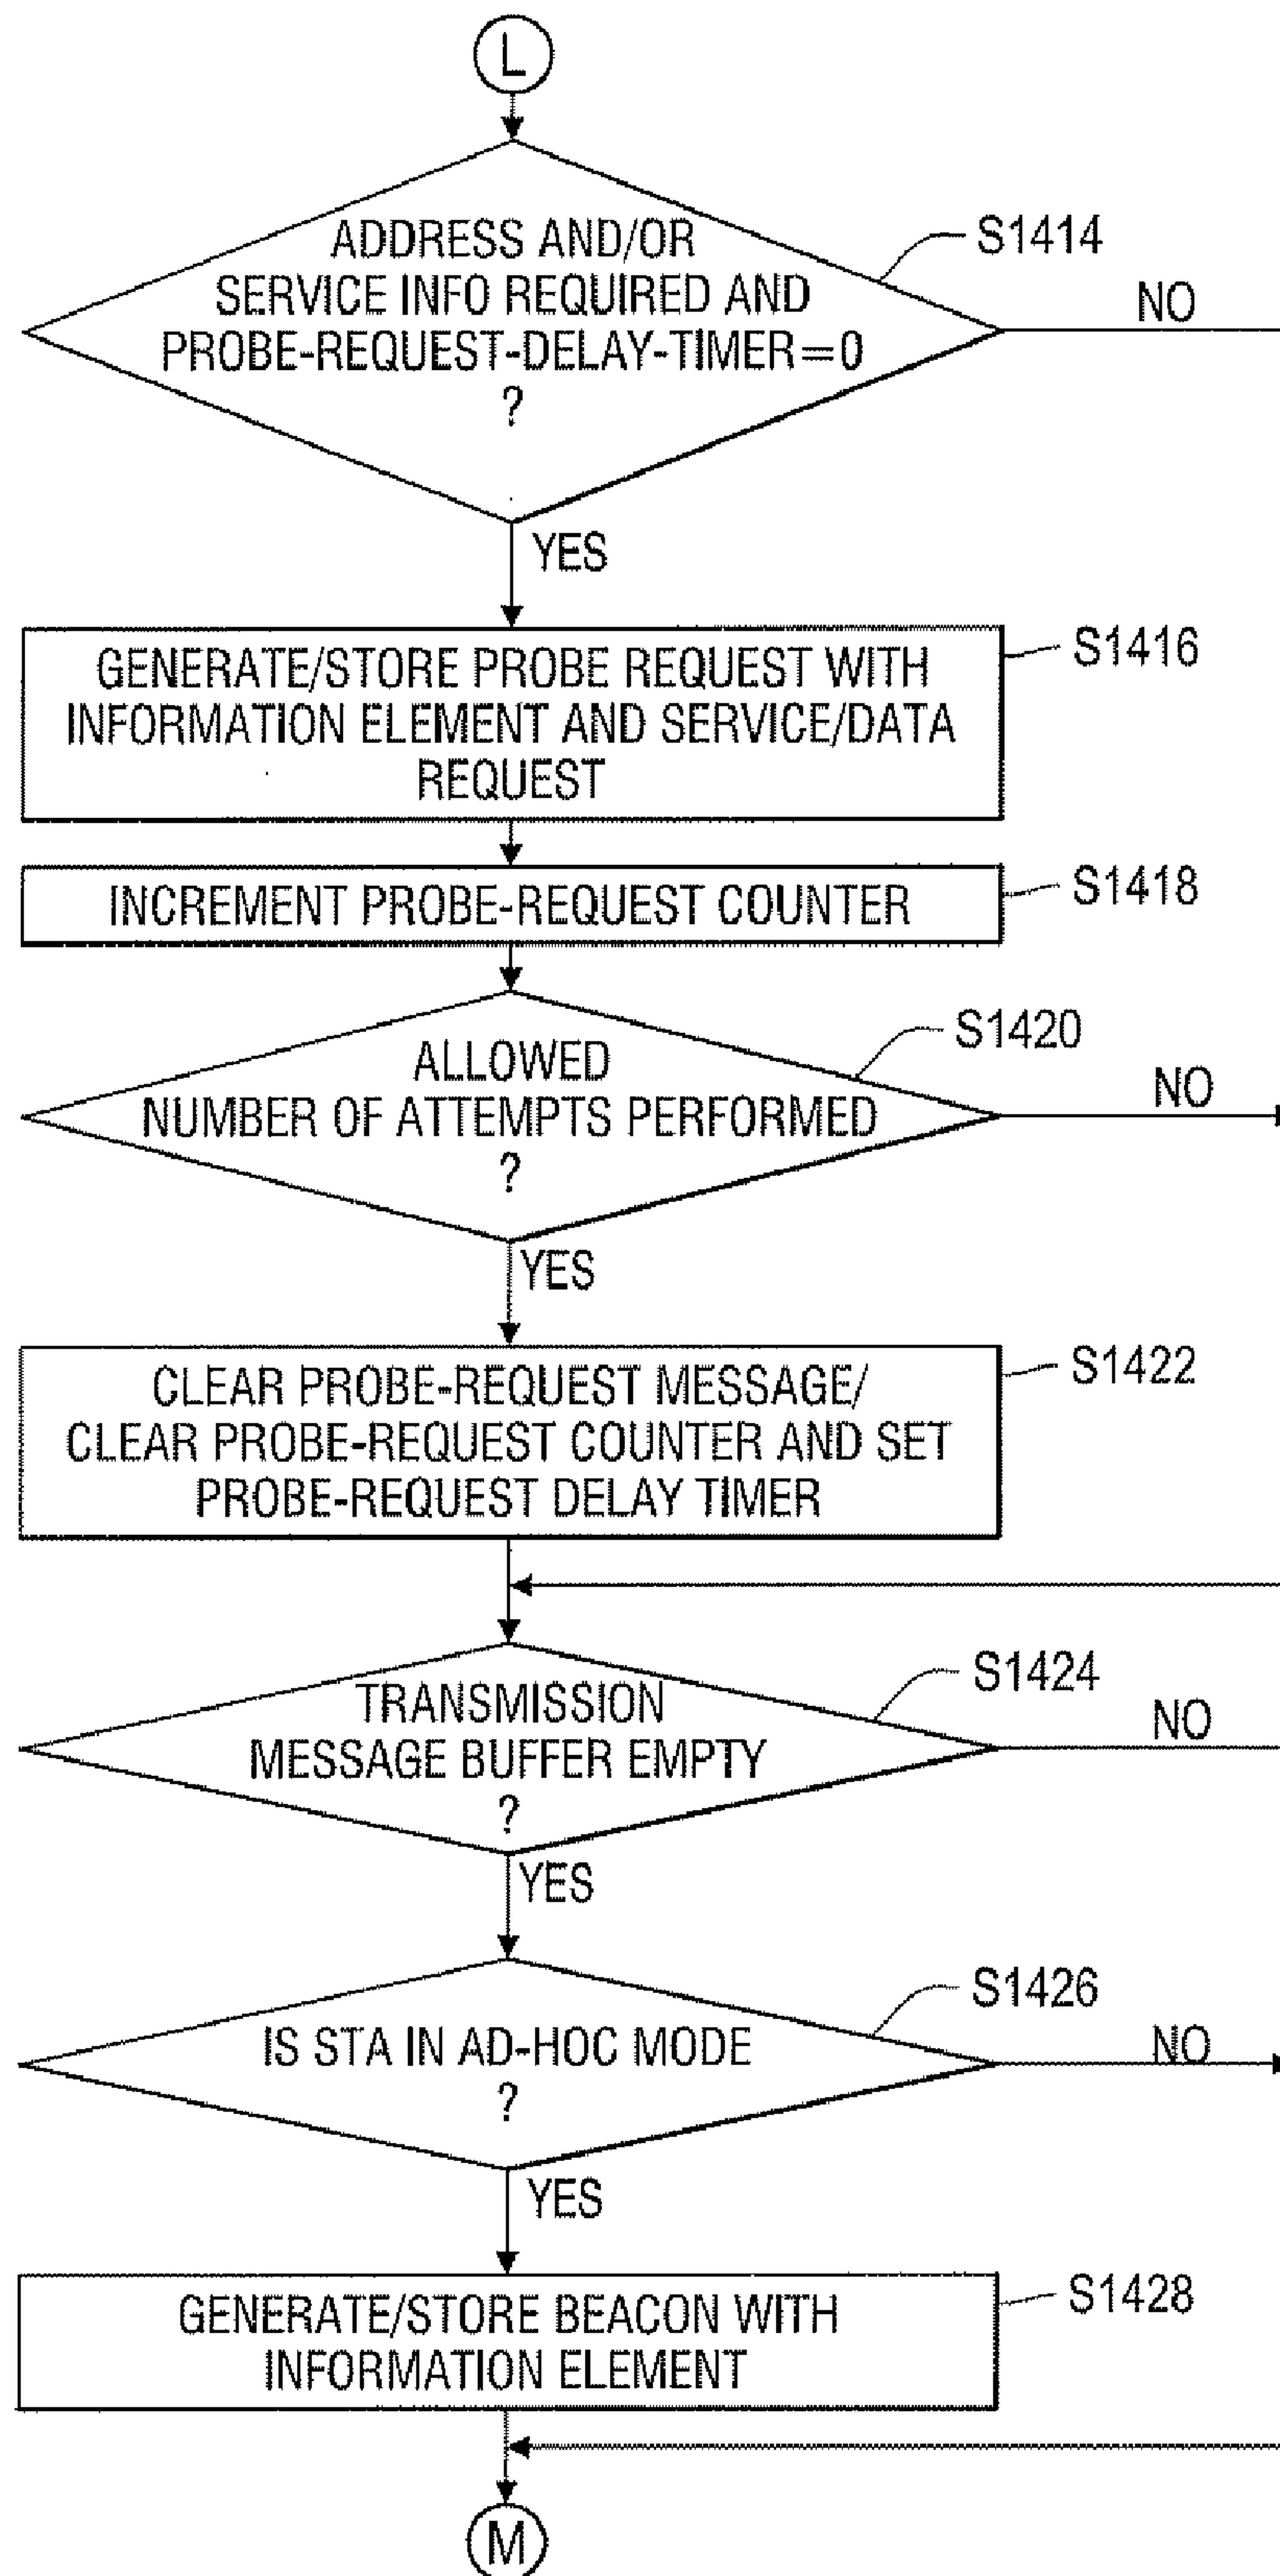 L
ADDRESS AND/OR
SERVICE INFO REQUIRED AND
PROBE-REQUEST-DELAY-TIMER=0
?
S1414
NO
YES
GENERATE/STORE PROBE REQUEST WITH
INFORMATION ELEMENT AND SERVICE/DATA
REQUEST
S1416
INCREMENT PROBE-REQUEST COUNTER
S1418
ALLOWED
NUMBER OF ATTEMPTS PERFORMED
?
S1420
NO
YES
CLEAR PROBE-REQUEST MESSAGE/
CLEAR PROBE-REQUEST COUNTER AND SET
PROBE-REQUEST DELAY TIMER
S1422
TRANSMISSION
MESSAGE BUFFER EMPTY
?
S1424
NO
YES
IS STA IN AD-HOC MODE
?
S1426
NO
YES
GENERATE/STORE BEACON WITH
INFORMATION ELEMENT
S1428
M